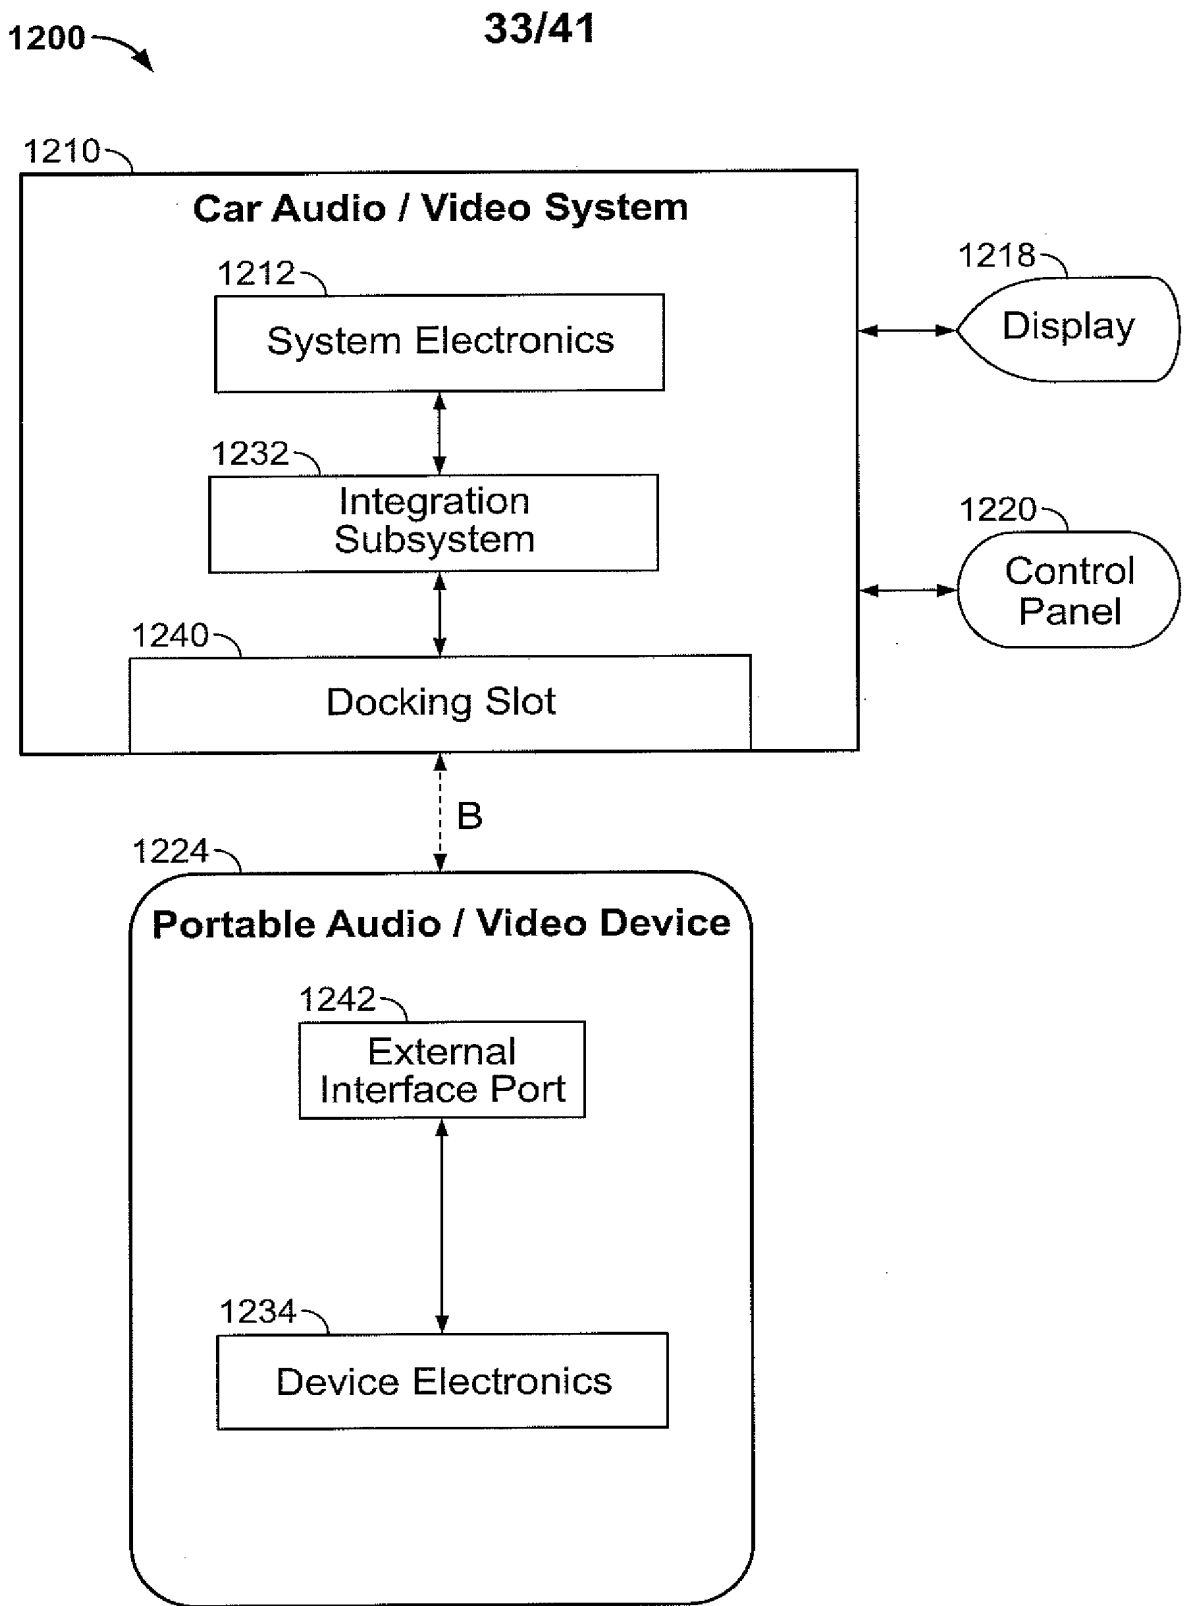 33/41
1200
1210
Car Audio / Video System
1212
System Electronics
1218
Display
1232
Integration
Subsystem
1220
Control
Panel
1240
Docking Slot
B
1224
Portable Audio / Video Device
1242
External
Interface Port
1234
Device Electronics